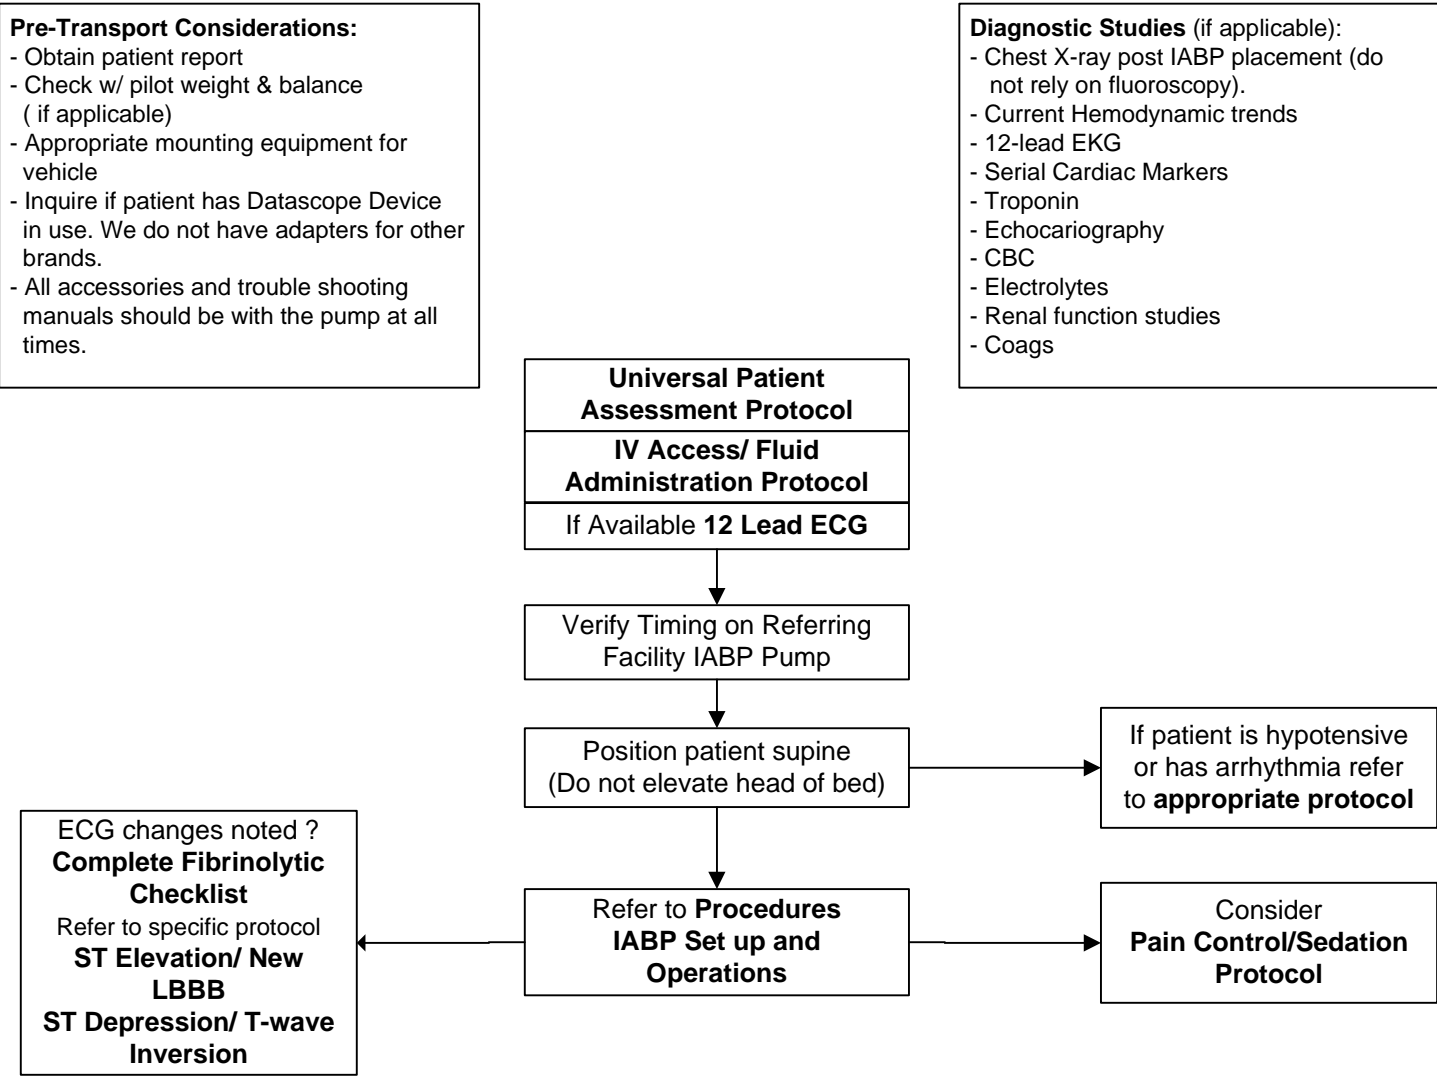 Pre-Transport Considerations:
- Obtain patient report
- Check w/ pilot weight & balance
( if applicable)
- Appropriate mounting equipment for
vehicle
- Inquire if patient has Datascope Device
in use. We do not have adapters for other
brands.
- All accessories and trouble shooting
manuals should be with the pump at all
times.
Diagnostic Studies (if applicable):
- Chest X-ray post IABP placement (do
not rely on fluoroscopy).
- Current Hemodynamic trends
- 12-lead EKG
- Serial Cardiac Markers
- Troponin
- Echocariography
- CBC
- Electrolytes
- Renal function studies
- Coags
Universal Patient
Assessment Protocol
IV Access/ Fluid
Administration Protocol
If Available 12 Lead ECG
Verify Timing on Referring
Facility IABP Pump
Position patient supine
(Do not elevate head of bed)
If patient is hypotensive
or has arrhythmia refer
to appropriate protocol
ECG changes noted ?
Complete Fibrinolytic
Checklist
Refer to specific protocol
ST Elevation/ New
LBBB
ST Depression/ T-wave
Inversion
Refer to Procedures
IABP Set up and
Operations
Consider
Pain Control/Sedation
Protocol